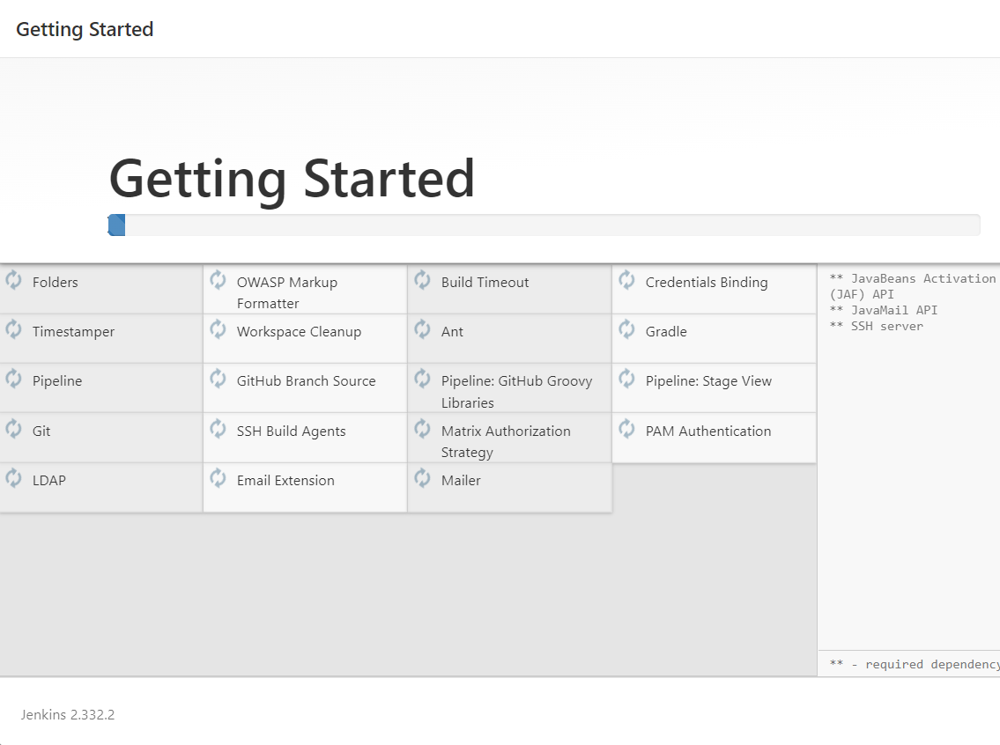 Getting Started
Getting Started
Folders
OWASP Markup
Formatter
Build Timeout
Credentials Binding
Timestamper
Workspace Cleanup
Ant
Gradle
Pipeline
GitHub Branch Source
Pipeline: GitHub Groovy
Libraries
Pipeline: Stage View
Git
SSH Build Agents
Matrix Authorization
Strategy
PAM Authentication
LDAP
Email Extension
Mailer
** JavaBeans Activation
(JAF) API
** JavaMail API
** SSH server
** - required dependency
Jenkins 2.332.2